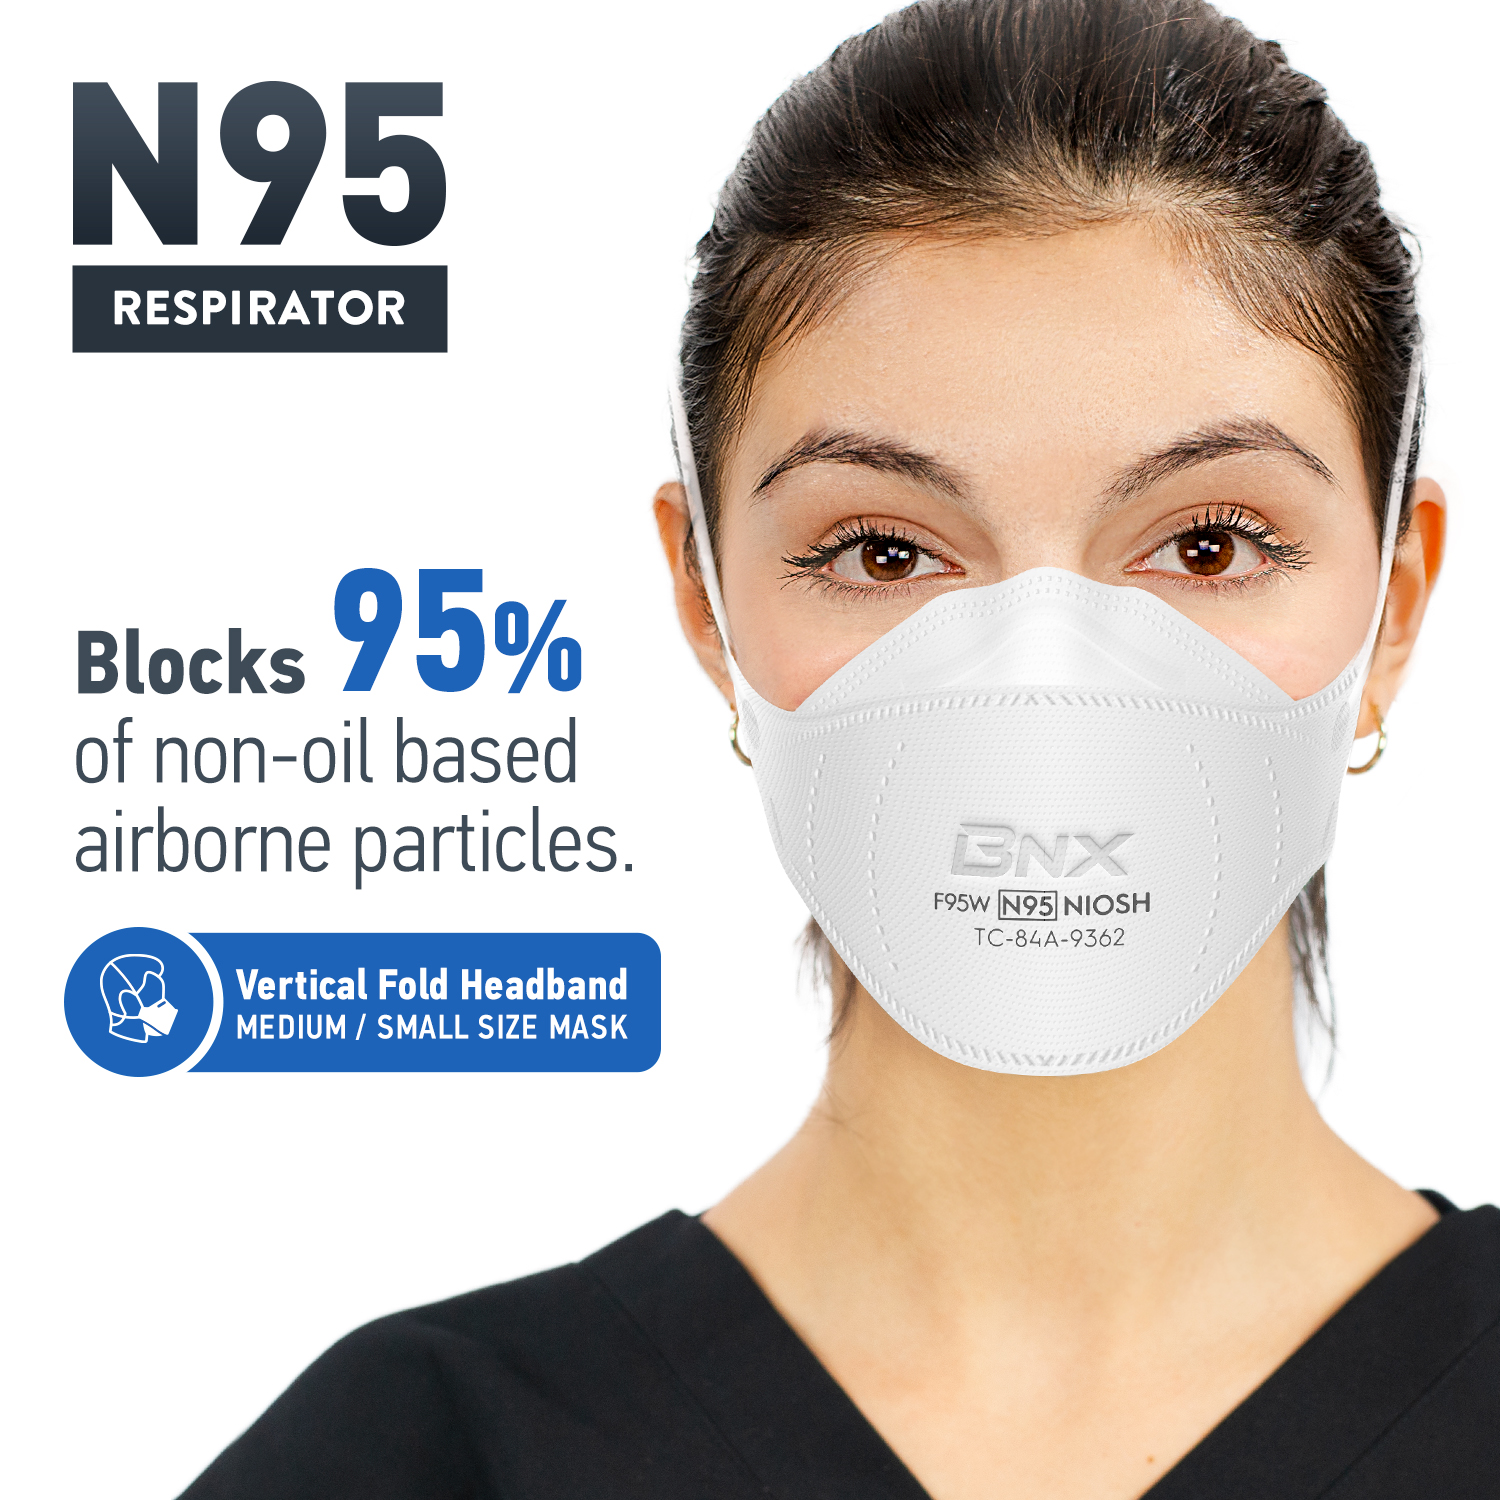 N95
RESPIRATOR
Blocks 95%
of non-oil based
airborne particles.
Vertical Fold Headband
MEDIUM / SMALL SIZE MASK
BNX
F95W N95 NIOSH
TC-84A-9362